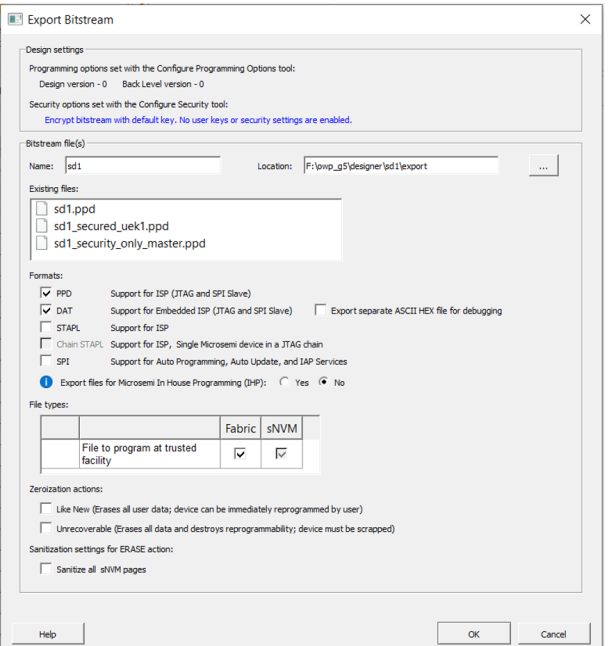 Export Bitstream
Design settings
Programming options set with the Configure Programming Options tool:
Design version - 0 Back Level version - 0
Security options set with the Configure Security tool:
Encrypt bitstream with default key. No user keys or security settings are enabled.
Bitstream file(s)
Name: sd1 Location: F:\owp_g5\designer\sd1\export ...
Existing files:
sd1.ppd
sd1_secured_uek1.ppd
sd1_security_only_master.ppd
Formats:
PPD Support for ISP (JTAG and SPI Slave)
DAT Support for Embedded ISP (JTAG and SPI Slave) Export separate ASCII HEX file for debugging
STAPL Support for ISP
Chain STAPL Support for ISP, Single Microsemi device in a JTAG chain
SPI Support for Auto Programming, Auto Update, and IAP Services
Export files for Microsemi In House Programming (IHP): Yes No
File types:
Fabric sNVM
File to program at trusted
facility
Zeroization actions:
Like New (Erases all user data; device can be immediately reprogrammed by user)
Unrecoverable (Erases all data and destroys reprogrammability; device must be scrapped)
Sanitization settings for ERASE action:
Sanitize all sNVM pages
Help OK Cancel